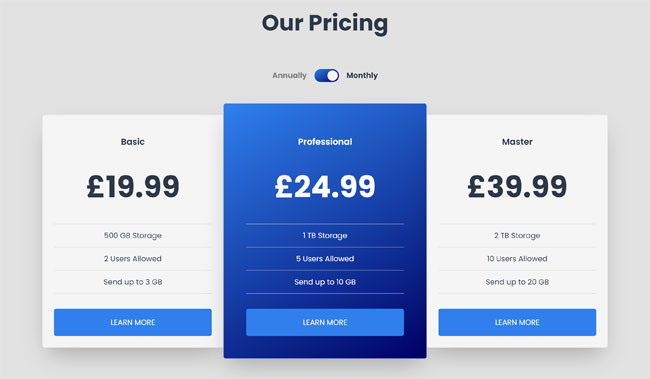 Our Pricing
Annually Monthly
Basic
£19.99
500 GB Storage
2 Users Allowed
Send up to 3 GB
LEARN MORE
Professional
£24.99
1 TB Storage
5 Users Allowed
Send up to 10 GB
LEARN MORE
Master
£39.99
2 TB Storage
10 Users Allowed
Send up to 20 GB
LEARN MORE